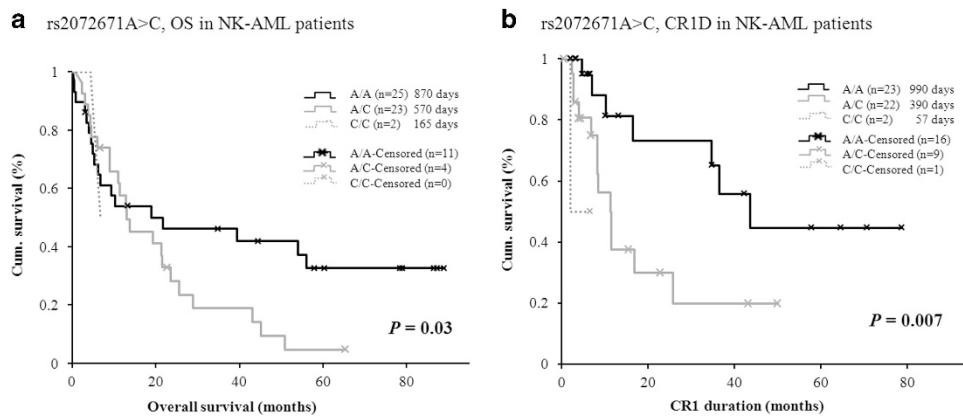 a rs2072671A>C, OS in NK-AML patients
A/A (n=25) 870 days
A/C (n=23) 570 days
C/C (n=2) 165 days
A/A-Censored (n=11)
A/C-Censored (n=4)
C/C-Censored (n=0)
Cum. survival (%)
1
0.8
0.6
0.4
0.2
0
0 20 40 60 80
P = 0.03
Overall survival (months)
b rs2072671A>C, CR1D in NK-AML patients
A/A (n=23) 990 days
A/C (n=22) 390 days
C/C (n=2) 57 days
A/A-Censored (n=16)
A/C-Censored (n=9)
C/C-Censored (n=1)
Cum. survival (%)
1
0.8
0.6
0.4
0.2
0
0 20 40 60 80
P = 0.007
CR1 duration (months)